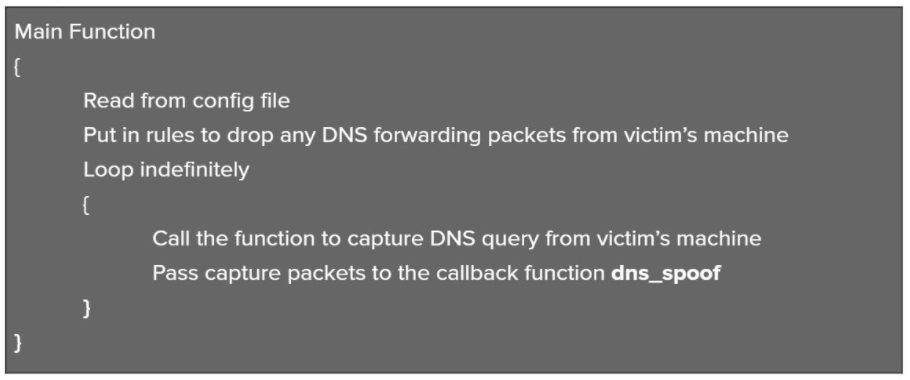 Main Function
{
Read from config file
Put in rules to drop any DNS forwarding packets from victim's machine
Loop indefinitely
{
Call the function to capture DNS query from victim's machine
Pass capture packets to the callback function dns_spoof
}
}